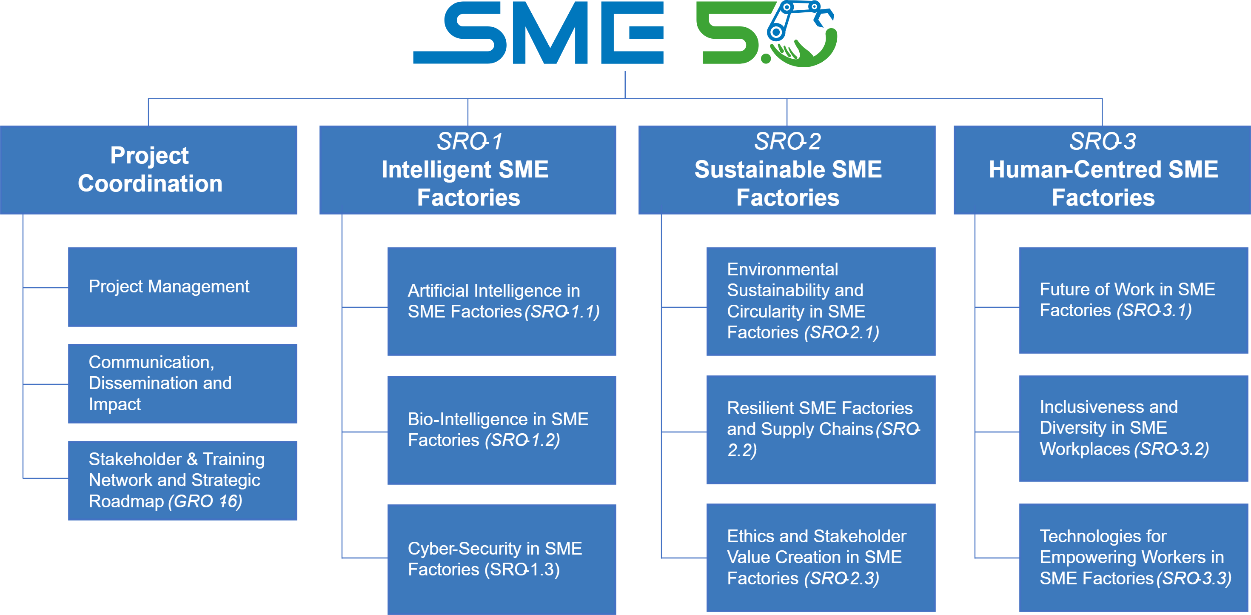 SME 5.0
Project
Coordination
Project Management
Communication,
Dissemination and
Impact
Stakeholder & Training
Network and Strategic
Roadmap (GRO 1-6)
SRO-1
Intelligent SME
Factories
Artificial Intelligence in
SME Factories (SRO-1.1)
Bio-Intelligence in SME
Factories (SRO-1.2)
Cyber-Security in SME
Factories (SRO-1.3)
SRO-2
Sustainable SME
Factories
Environmental
Sustainability and
Circularity in SME
Factories (SRO-2.1)
Resilient SME Factories
and Supply Chains (SRO-
2.2)
Ethics and Stakeholder
Value Creation in SME
Factories (SRO-2.3)
SRO-3
Human-Centred SME
Factories
Future of Work in SME
Factories (SRO-3.1)
Inclusiveness and
Diversity in SME
Workplaces (SRO-3.2)
Technologies for
Empowering Workers in
SME Factories (SRO-3.3)